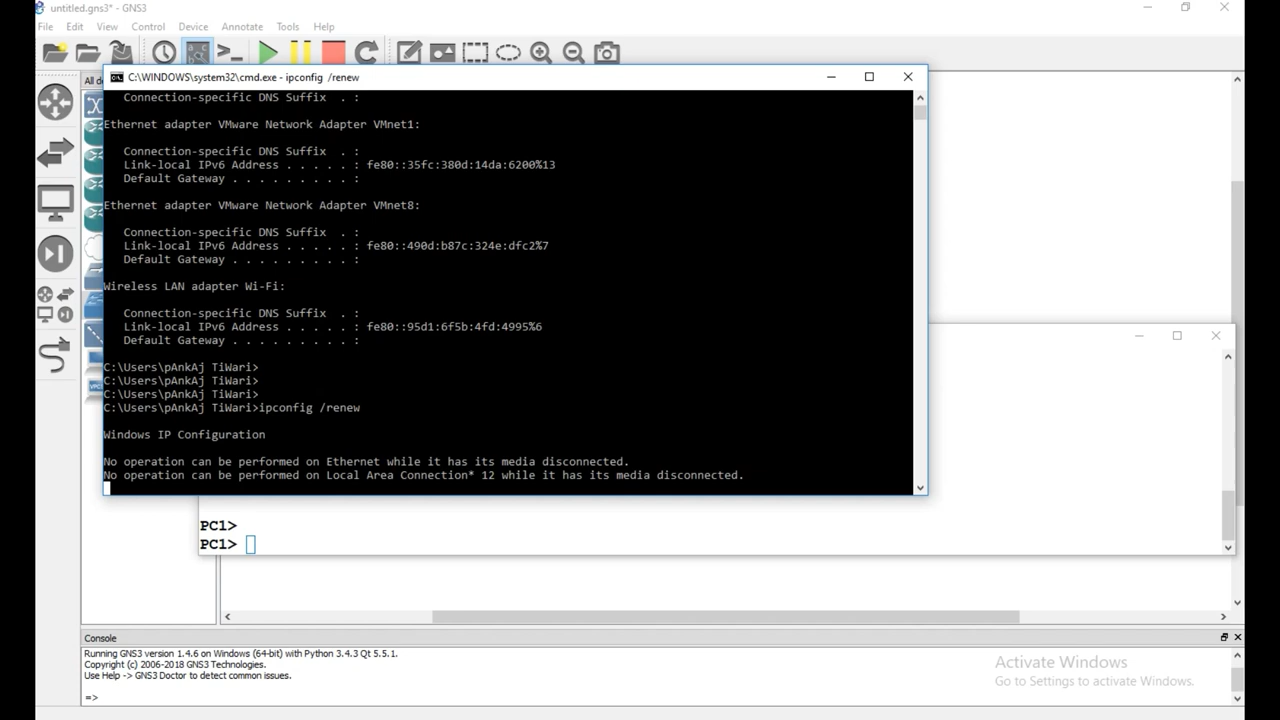 untitled.gns3* - GNS3
File Edit View Control Device Annotate Tools Help
All de
C:\WINDOWS\system32\cmd.exe - ipconfig /renew
Connection-specific DNS Suffix . :
Ethernet adapter VMware Network Adapter VMnet1:
Connection-specific DNS Suffix . :
Link-local IPv6 Address . . . . . : fe80::35fc:380d:14da:6200%13
Default Gateway . . . . . . . . . :
Ethernet adapter VMware Network Adapter VMnet8:
Connection-specific DNS Suffix . :
Link-local IPv6 Address . . . . . : fe80::490d:b87c:324e:dfc2%7
Default Gateway . . . . . . . . . :
Wireless LAN adapter Wi-Fi:
Connection-specific DNS Suffix . :
Link-local IPv6 Address . . . . . : fe80::95d1:6f5b:4fd:4995%6
Default Gateway . . . . . . . . . :
C:\Users\pAnkAj TiWari>
C:\Users\pAnkAj TiWari>
C:\Users\pAnkAj TiWari>
C:\Users\pAnkAj TiWari>ipconfig /renew
Windows IP Configuration
No operation can be performed on Ethernet while it has its media disconnected.
No operation can be performed on Local Area Connection* 12 while it has its media disconnected.
PC1>
PC1>
Console
Running GNS3 version 1.4.6 on Windows (64-bit) with Python 3.4.3 Qt 5.5.1.
Copyright (c) 2006-2018 GNS3 Technologies.
Use Help -> GNS3 Doctor to detect common issues.
=>
Activate Windows
Go to Settings to activate Windows.